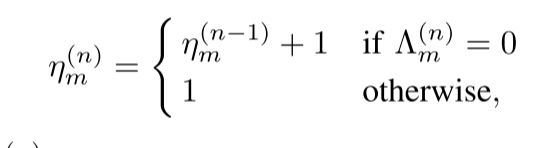 η_m^{(n)} = { η_m^{(n−1)} + 1 if Λ_m^{(n)} = 0
1 otherwise,